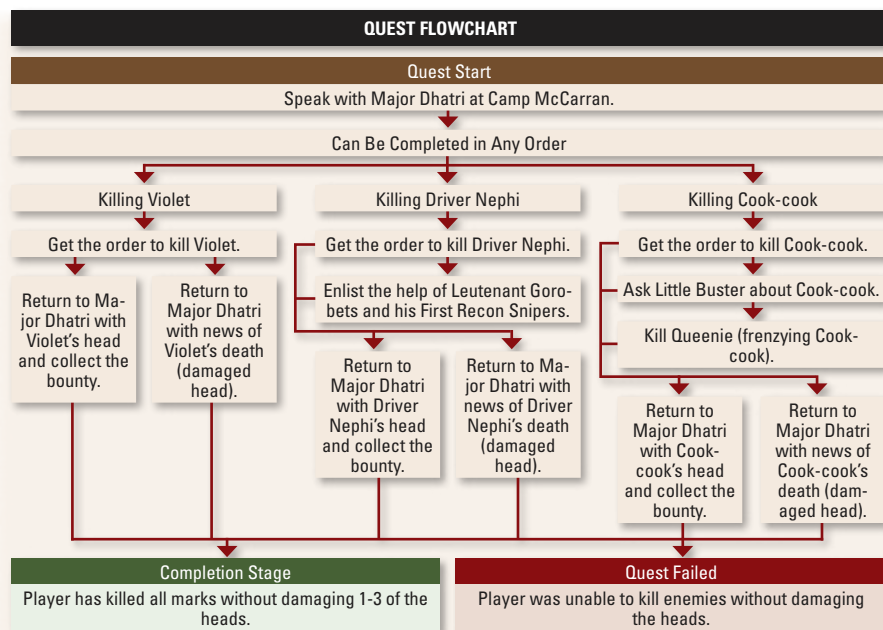 QUEST FLOWCHART
Quest Start
Speak with Major Dhatri at Camp McCarran.
Can Be Completed in Any Order
Killing Violet
Get the order to kill Violet.
Return to Ma-
jor Dhatri with
Violet's head
and collect the
bounty.
Return to
Major Dhatri
with news of
Violet's death
(damaged
head).
Killing Driver Nephi
Get the order to kill Driver Nephi.
Enlist the help of Leutenant Goro-
bets and his First Recon Snipers.
Return to
Major Dhatri
with Driver
Nephi's head
and collect the
bounty.
Return to Ma-
jor Dhatri with
news of Driver
Nephi's death
(damaged
head).
Killing Cook-cook
Get the order to kill Cook-cook.
Ask Little Buster about Cook-cook.
Kill Queenie (frenzying Cook-
cook).
Return to
Major Dhatri
with Cook-
cook's head
and collect the
bounty.
Return to
Major Dhatri
with news of
Cook-cook's
death (dam-
aged head).
Completion Stage
Player has killed all marks without damaging 1-3 of the
heads.
Quest Failed
Player was unable to kill enemies without damaging
the heads.